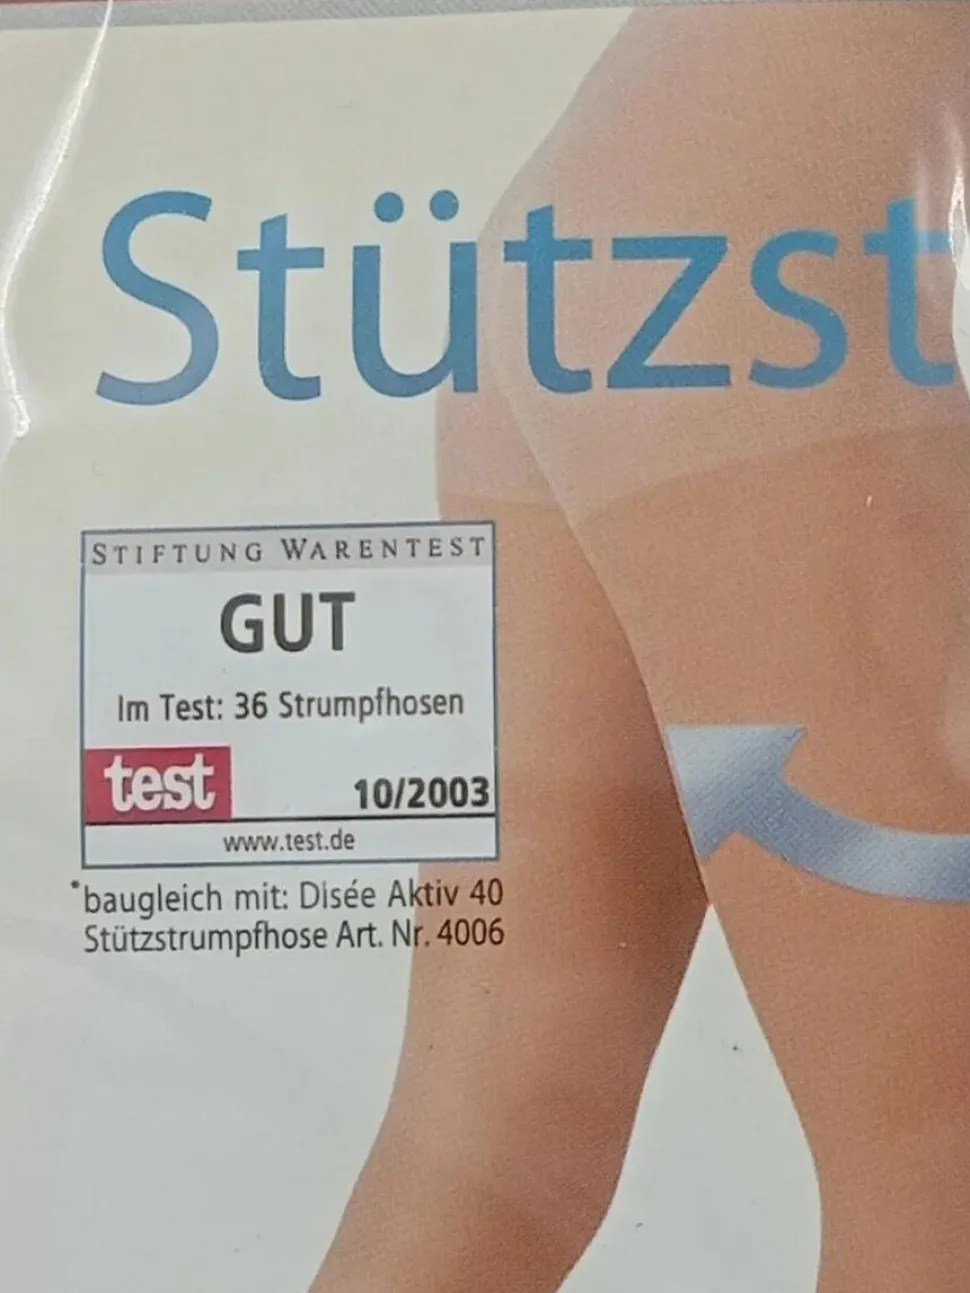 Stützst
STIFTUNG WARENTEST
GUT
Im Test: 36 Strumpfhosen
test
10/2003
www.test.de
*baugleich mit: Disée Aktiv 40
Stützstrumpfhose Art. Nr. 4006